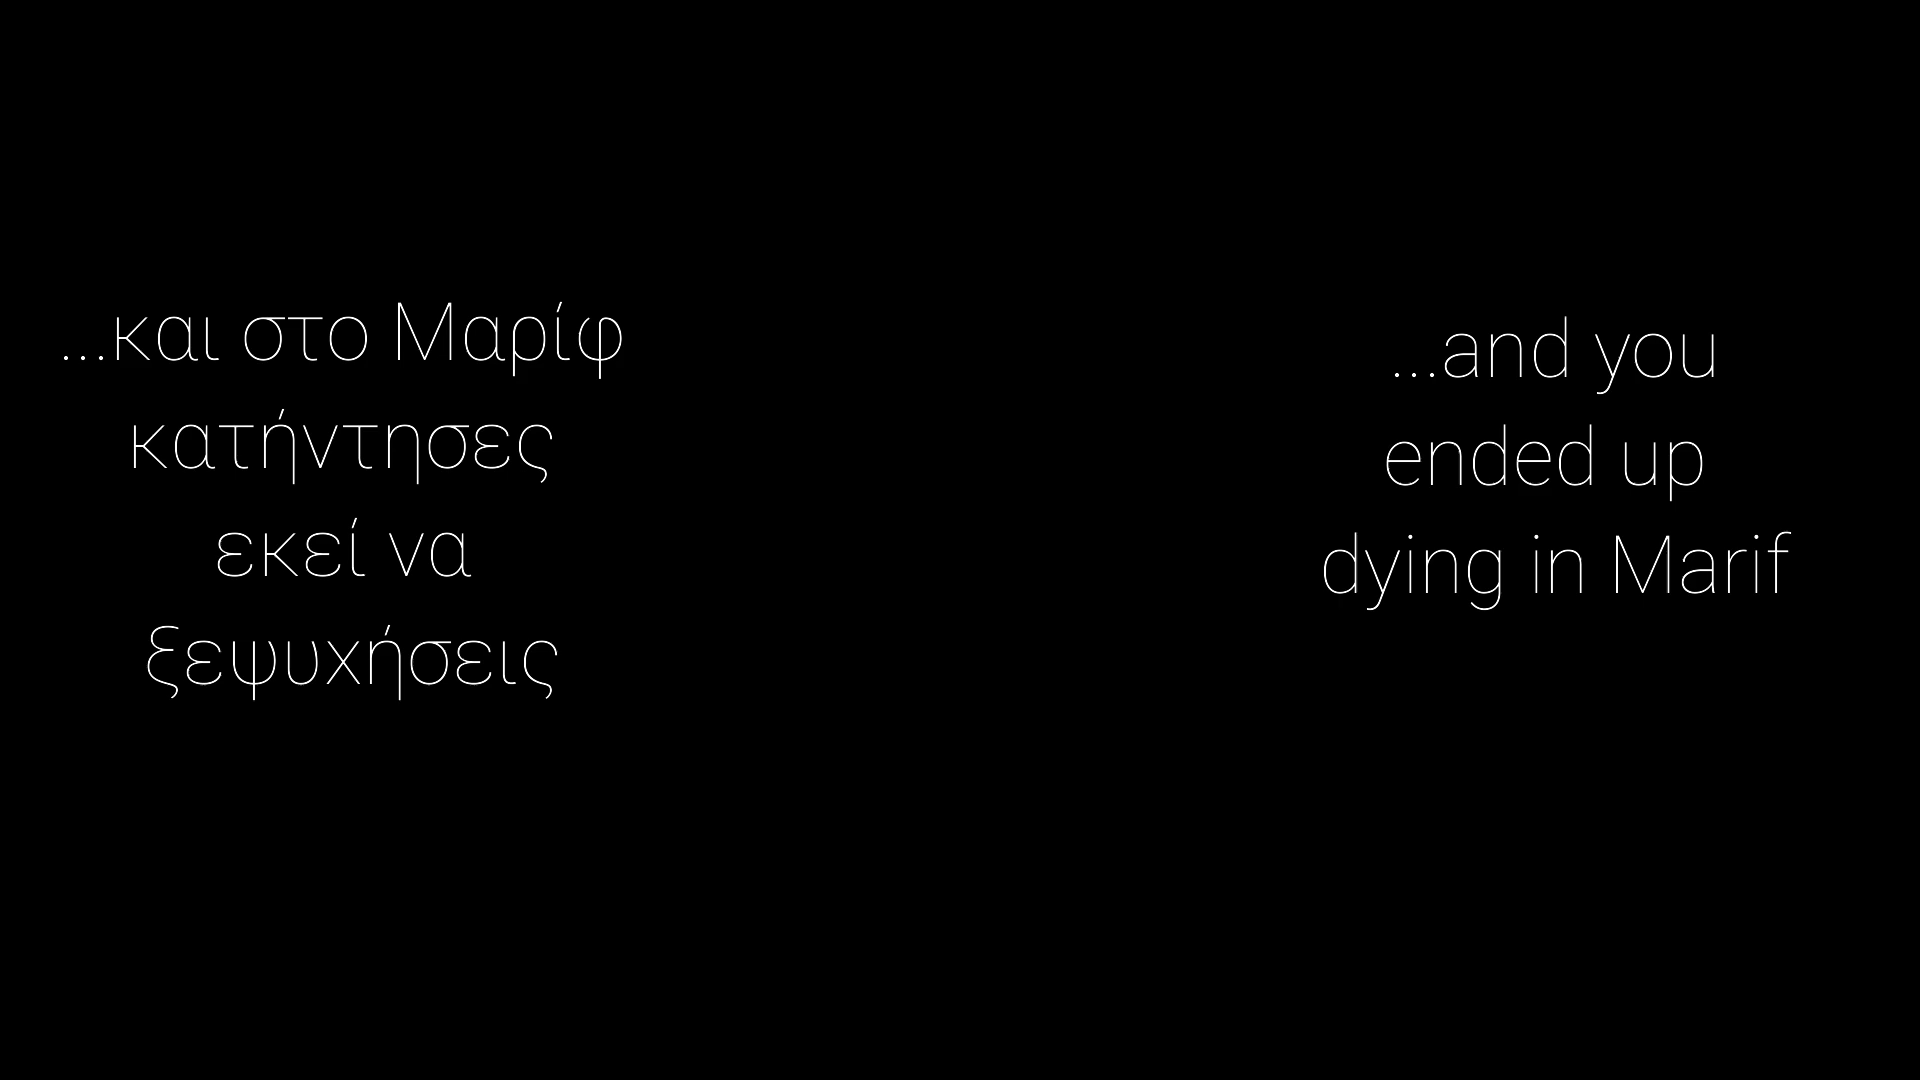 ...και στο Μαρίφ
κατήντησες
εκεί να
ξεψυχήσεις
...and you
ended up
dying in Marif